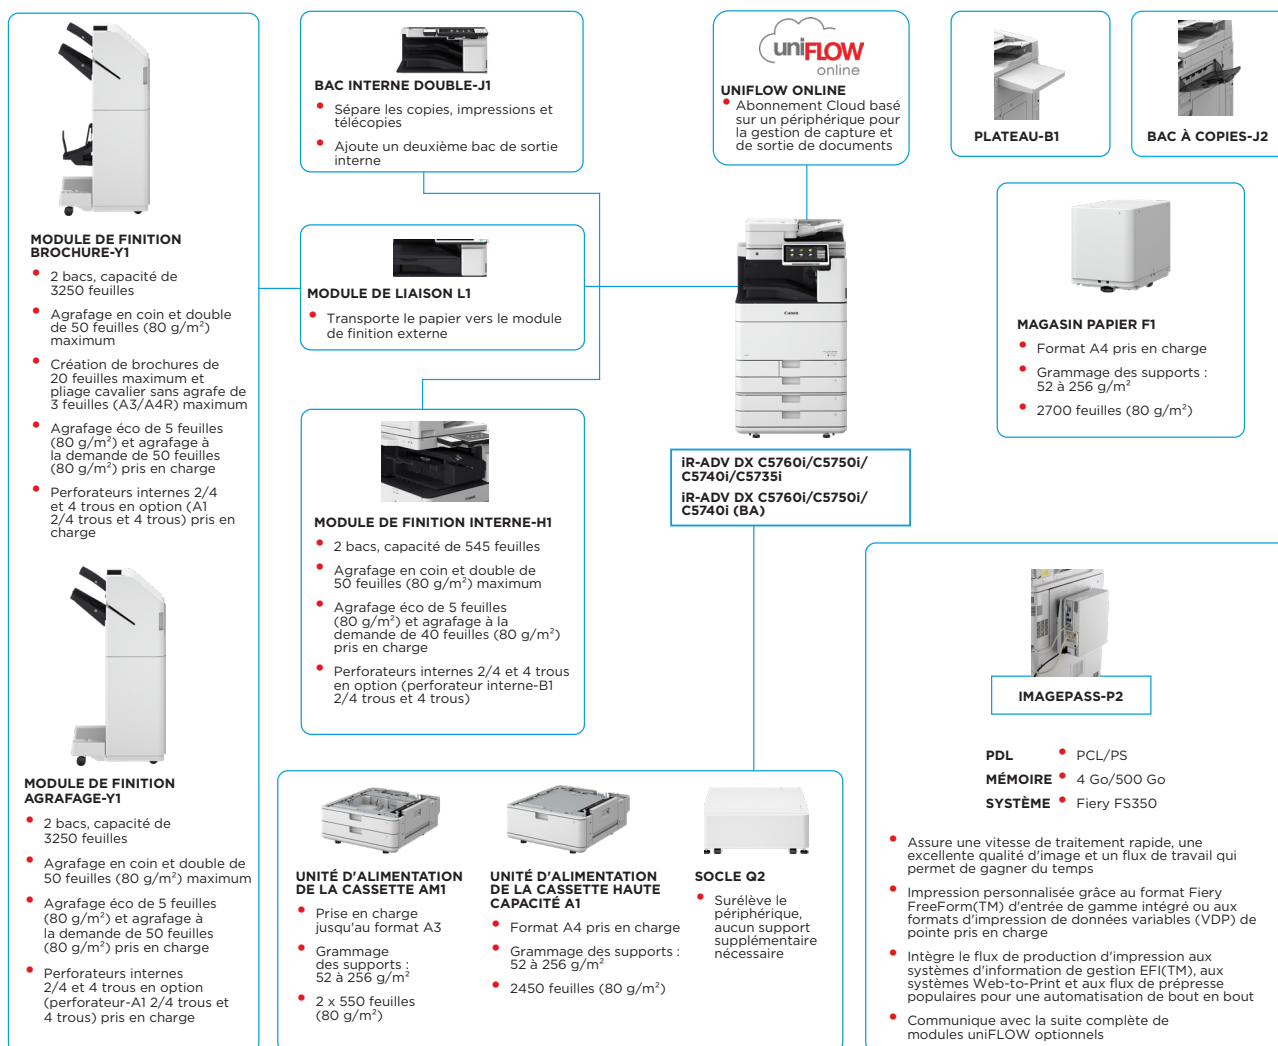 MODULE DE FINITION
BROCHURE-Y1
2 bacs, capacité de
3250 feuilles
Agrafage en coin et double
de 50 feuilles (80 g/m²)
maximum
Création de brochures de
20 feuilles maximum et
pliage cavalier sans agrafe de
3 feuilles (A3/A4R) maximum
Agrafage éco de 5 feuilles
(80 g/m²) et agrafage à
la demande de 50 feuilles
(80 g/m²) pris en charge
Perforateurs internes 2/4
et 4 trous en option (A1
2/4 trous et 4 trous) pris en
charge
MODULE DE FINITION
AGRAFAGE-Y1
2 bacs, capacité de
3250 feuilles
Agrafage en coin et double de
50 feuilles (80 g/m²) maximum
Agrafage éco de 5 feuilles
(80 g/m²) et agrafage à
la demande de 50 feuilles
(80 g/m²) pris en charge
Perforateurs internes
2/4 et 4 trous en option
(perforateur-A1 2/4 trous et
4 trous) pris en charge
BAC INTERNE DOUBLE-J1
Sépare les copies, impressions et
télécopies
Ajoute un deuxième bac de sortie
interne
MODULE DE LIAISON L1
Transporte le papier vers le module
de finition externe
MODULE DE FINITION INTERNE-H1
2 bacs, capacité de 545 feuilles
Agrafage en coin et double de
50 feuilles (80 g/m²) maximum
Agrafage éco de 5 feuilles
(80 g/m²) et agrafage à la
demande de 40 feuilles (80 g/m²)
pris en charge
Perforateurs internes 2/4 et 4 trous
en option (perforateur interne-B1
2/4 trous et 4 trous)
uniFLOW
online
UNIFLOW ONLINE
Abonnement Cloud basé
sur un périphérique pour
la gestion de capture et
de sortie de documents
Canon
iR-ADV DX C5760i/C5750i/
C5740i/C5735i
iR-ADV DX C5760i/C5750i/
C5740i (BA)
PLATEAU-B1
BAC À COPIES-J2
MAGASIN PAPIER F1
Format A4 pris en charge
Grammage des supports :
52 à 256 g/m²
2700 feuilles (80 g/m²)
UNITÉ D'ALIMENTATION
DE LA CASSETTE AM1
Prise en charge
jusqu'au format A3
Grammage
des supports :
52 à 256 g/m²
2 x 550 feuilles
(80 g/m²)
UNITÉ D'ALIMENTATION
DE LA CASSETTE HAUTE
CAPACITÉ A1
Format A4 pris en charge
Grammage des supports :
52 à 256 g/m²
2450 feuilles (80 g/m²)
SOCLE Q2
Surélève le
périphérique,
aucun support
supplémentaire
nécessaire
IMAGEPASS-P2
PDL PCL/PS
MÉMOIRE 4 Go/500 Go
SYSTÈME Fiery FS350
Assure une vitesse de traitement rapide, une
excellente qualité d'image et un flux de travail qui
permet de gagner du temps
Impression personnalisée grâce au format Fiery
FreeForm(TM) d'entrée de gamme intégré ou aux
formats d'impression de données variables (VDP) de
pointe pris en charge
Intègre le flux de production d'impression aux
systèmes d'information de gestion EFI(TM), aux
systèmes Web-to-Print et aux flux de prépresse
populaires pour une automatisation de bout en bout
Communique avec la suite complète de
modules uniFLOW optionnels